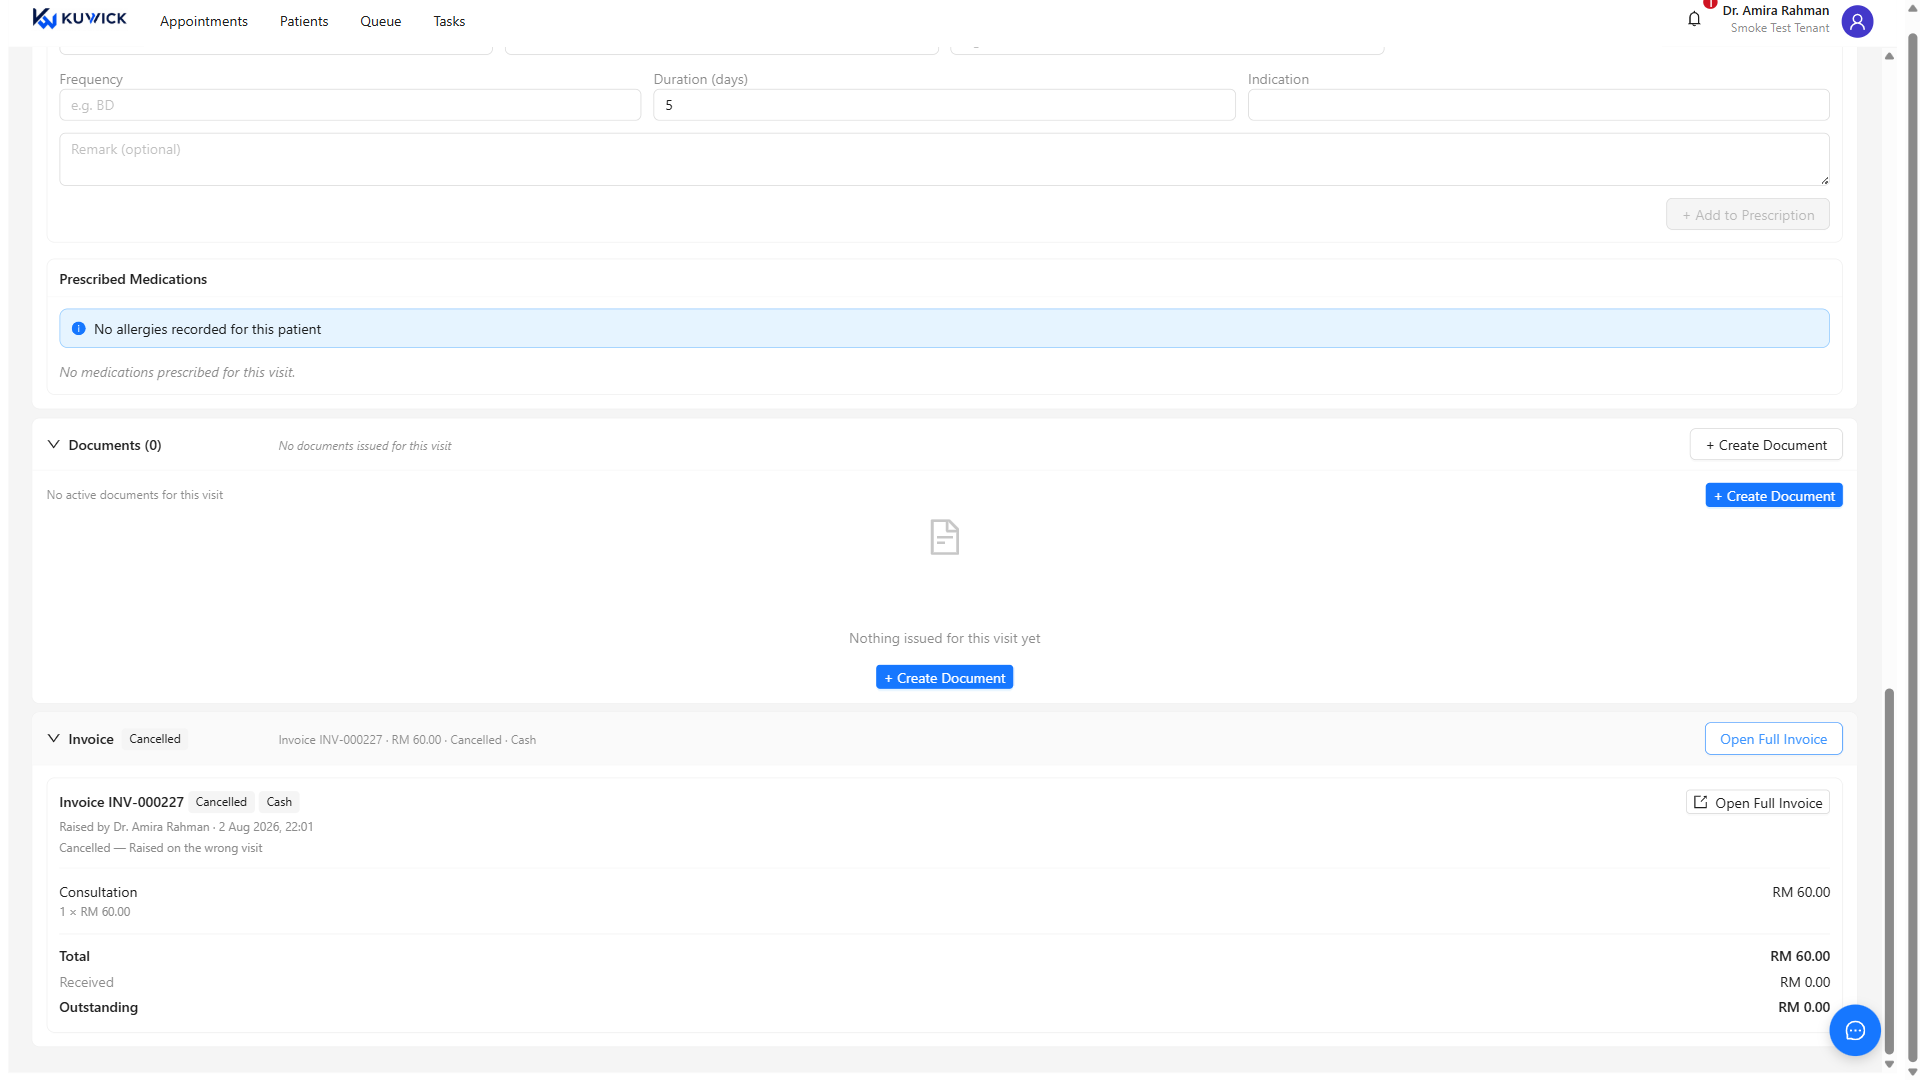 KUWICK
Appointments
Patients
Queue
Tasks
1
Dr. Amira Rahman
Smoke Test Tenant
Frequency
Duration (days)
Indication
e.g. BD
5
Remark (optional)
+ Add to Prescription
Prescribed Medications
No allergies recorded for this patient
No medications prescribed for this visit.
Documents (0)
No documents issued for this visit
+ Create Document
No active documents for this visit
+ Create Document
Nothing issued for this visit yet
+ Create Document
Invoice
Cancelled
Invoice INV-000227 · RM 60.00 · Cancelled · Cash
Open Full Invoice
Invoice INV-000227
Cancelled
Cash
Open Full Invoice
Raised by Dr. Amira Rahman · 2 Aug 2026, 22:01
Cancelled — Raised on the wrong visit
Consultation
RM 60.00
1 × RM 60.00
Total
RM 60.00
Received
RM 0.00
Outstanding
RM 0.00